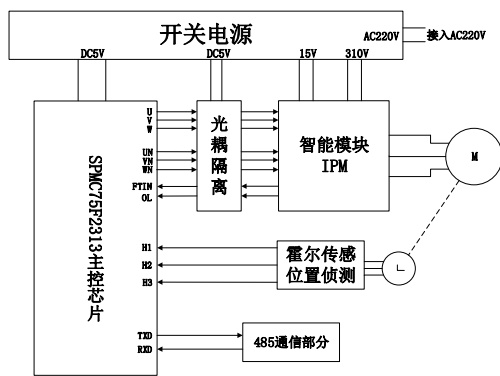 开关电源
AC220V
接入AC220V
DC5V
DC5V
15V
310V
SPMC75F2313主控芯片
U
V
W
UN
VN
WN
FTIN
OL
H1
H2
H3
TXD
RXD
光耦隔离
智能模块
IPM
M
霍尔传感
位置侦测
485通信部分